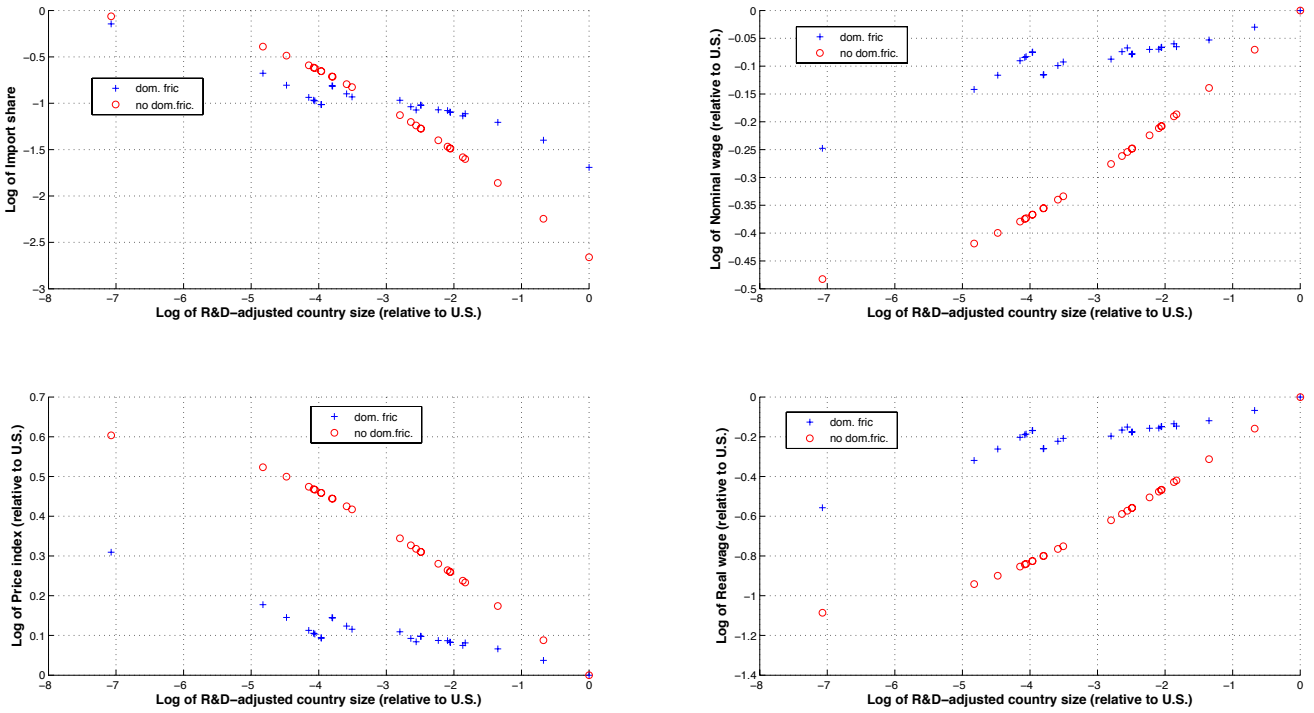 0
−0.5
−1
−1.5
−2
−2.5
−3
−8 −7 −6 −5 −4 −3 −2 −1 0
Log of Import share
Log of R&D−adjusted country size (relative to U.S.)
dom. fric
no dom.fric.
0
−0.05
−0.1
−0.15
−0.2
−0.25
−0.3
−0.35
−0.4
−0.45
−0.5
−8 −7 −6 −5 −4 −3 −2 −1 0
Log of Nominal wage (relative to U.S.)
Log of R&D−adjusted country size (relative to U.S.)
dom. fric
no dom.fric.
0.7
0.6
0.5
0.4
0.3
0.2
0.1
0
−8 −7 −6 −5 −4 −3 −2 −1 0
Log of Price index (relative to U.S.)
Log of R&D−adjusted country size (relative to U.S.)
dom. fric
no dom.fric.
0
−0.2
−0.4
−0.6
−0.8
−1
−1.2
−1.4
−8 −7 −6 −5 −4 −3 −2 −1 0
Log of Real wage (relative to U.S.)
Log of R&D−adjusted country size (relative to U.S.)
dom. fric
no dom.fric.